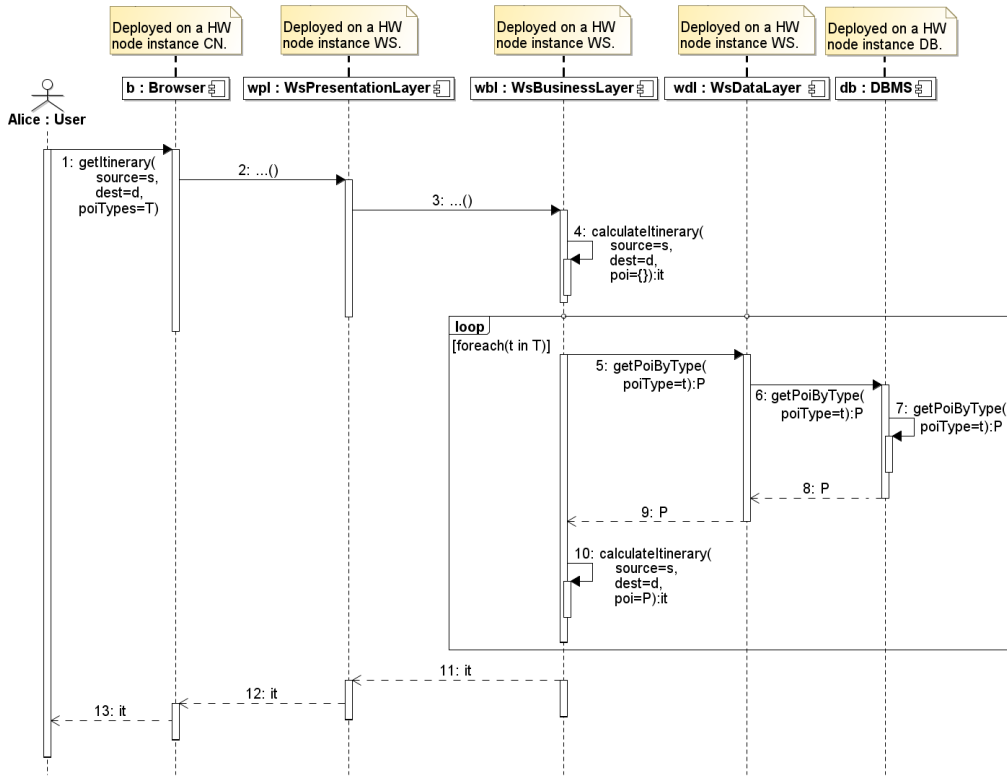 Deployed on a HW
node instance CN.
Deployed on a HW
node instance WS.
Deployed on a HW
node instance WS.
Deployed on a HW
node instance WS.
Deployed on a HW
node instance DB.
b : Browser
wpl : WsPresentationLayer
wbl : WsBusinessLayer
wdl : WsDataLayer
db : DBMS
Alice : User
1: getItinerary(
source=s,
dest=d,
poiTypes=T)
2: ...()
3: ...()
4: calculateItinerary(
source=s,
dest=d,
poi={}):it
loop
[foreach(t in T)]
5: getPoiByType(
poiType=t):P
6: getPoiByType(
poiType=t):P
7: getPoiByType(
poiType=t):P
8: P
9: P
10: calculateItinerary(
source=s,
dest=d,
poi=P):it
11: it
12: it
13: it